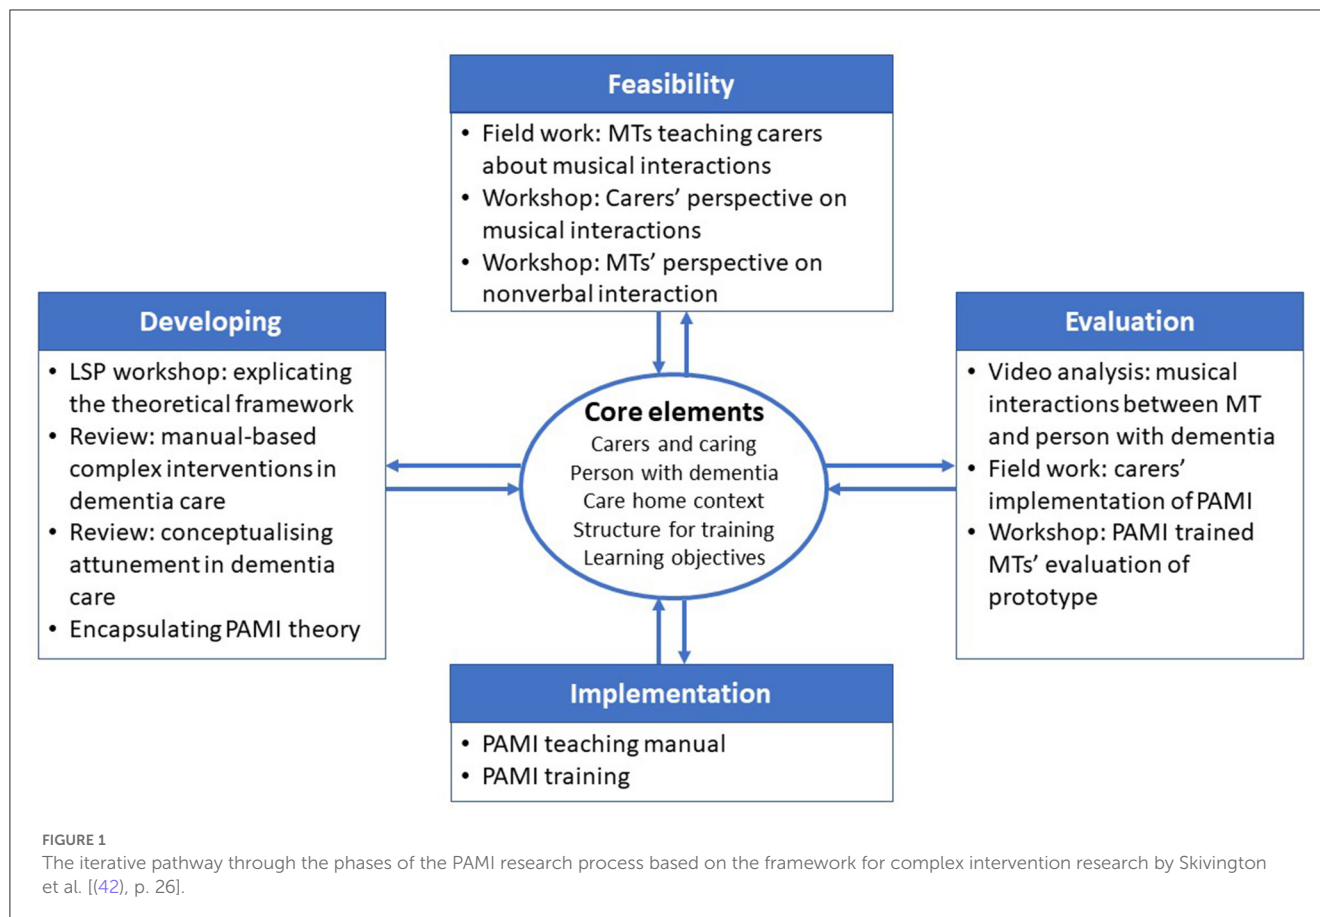 Feasibility
• Field work: MTs teaching carers
about musical interactions
• Workshop: Carers’ perspective on
musical interactions
• Workshop: MTs’ perspective on
nonverbal interaction
Developing
• LSP workshop: explicating
the theoretical framework
• Review: manual-based
complex interventions in
dementia care
• Review: conceptualising
attunement in dementia
care
• Encapsulating PAMI theory
Core elements
Carers and caring
Person with dementia
Care home context
Structure for training
Learning objectives
Evaluation
• Video analysis: musical
interactions between MT
and person with dementia
• Field work: carers’
implementation of PAMI
• Workshop: PAMI trained
MTs’ evaluation of
prototype
Implementation
• PAMI teaching manual
• PAMI training
FIGURE 1
The iterative pathway through the phases of the PAMI research process based on the framework for complex intervention research by Skivington
et al. [(42), p. 26].